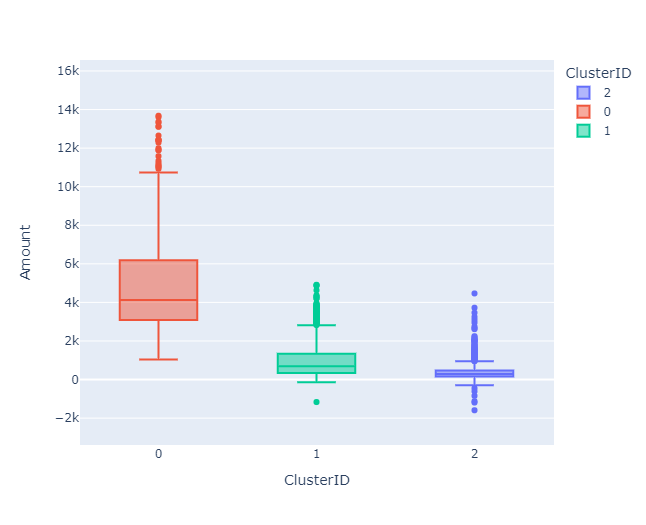 16k
14k
12k
10k
8k
6k
4k
2k
0
−2k
Amount
0
1
2
ClusterID
ClusterID
2
0
1